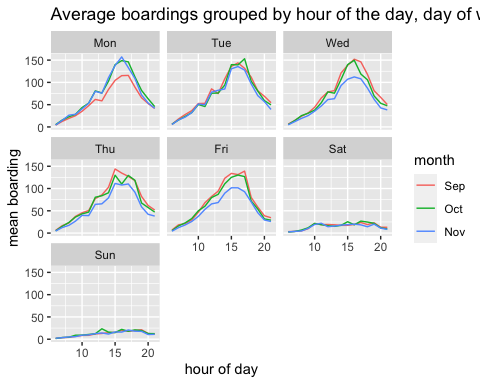 Average boardings grouped by hour of the day, day of w
Mon Tue Wed
150
100
50
0
Thu Fri Sat
150
100
50
0
10 15 20 10 15 20
Sun
150
100
50
0
10 15 20
mean boarding
hour of day
month
Sep
Oct
Nov